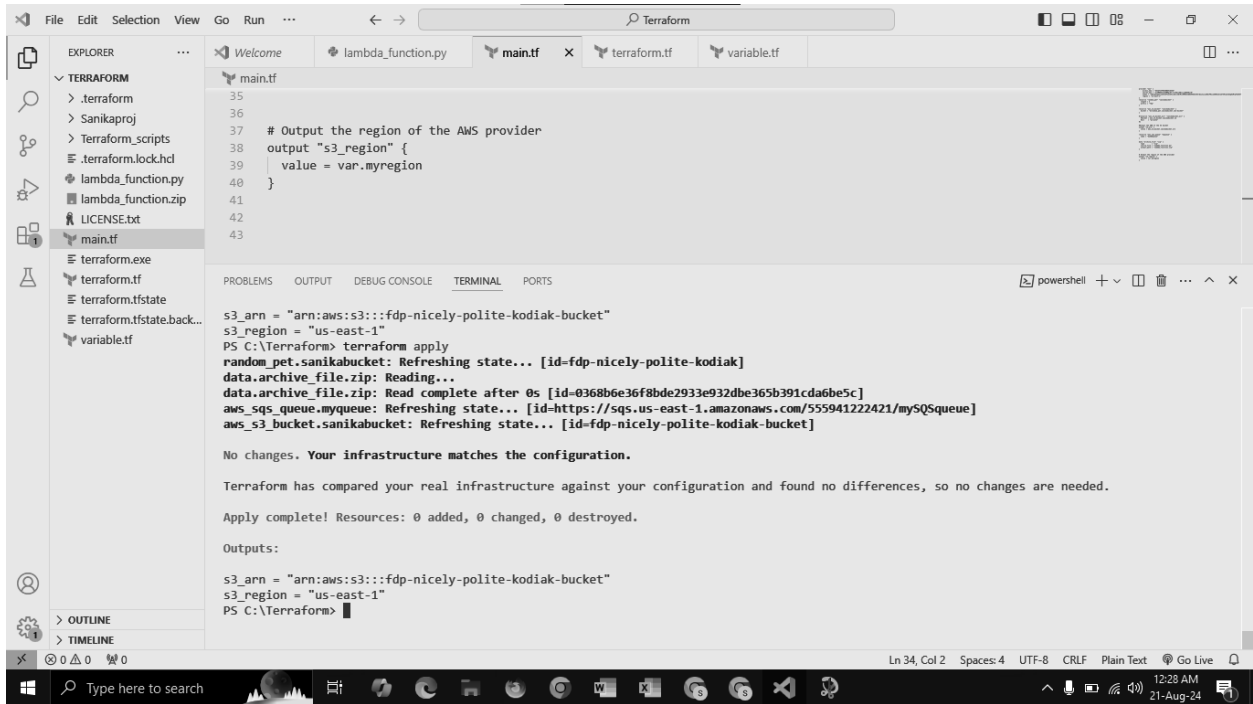 File Edit Selection View Go Run ... Terraform
EXPLORER
TERRAFORM
.terraform
Sanikaproj
Terraform_scripts
.terraform.lock.hcl
lambda_function.py
lambda_function.zip
LICENSE.txt
main.tf
terraform.exe
terraform.tf
terraform.tfstate
terraform.tfstate.back...
variable.tf
OUTLINE
TIMELINE
Welcome lambda_function.py main.tf terraform.tf variable.tf
main.tf
35
36
37 # Output the region of the AWS provider
38 output "s3_region" {
39 value = var.myregion
40 }
41
42
43
PROBLEMS OUTPUT DEBUG CONSOLE TERMINAL PORTS powershell
s3_arn = "arn:aws:s3:::fdp-nicely-polite-kodiak-bucket"
s3_region = "us-east-1"
PS C:\Terraform> terraform apply
random_pet.sanikabucket: Refreshing state... [id=fdp-nicely-polite-kodiak]
data.archive_file.zip: Reading...
data.archive_file.zip: Read complete after 0s [id=0368b6e36f8bde2933e932dbe365b391cda6be5c]
aws_sqs_queue.myqueue: Refreshing state... [id=https://sqs.us-east-1.amazonaws.com/555941222421/mySQSqueue]
aws_s3_bucket.sanikabucket: Refreshing state... [id=fdp-nicely-polite-kodiak-bucket]
No changes. Your infrastructure matches the configuration.
Terraform has compared your real infrastructure against your configuration and found no differences, so no changes are needed.
Apply complete! Resources: 0 added, 0 changed, 0 destroyed.
Outputs:
s3_arn = "arn:aws:s3:::fdp-nicely-polite-kodiak-bucket"
s3_region = "us-east-1"
PS C:\Terraform>
0 0 0 Ln 34, Col 2 Spaces: 4 UTF-8 CRLF Plain Text Go Live
Type here to search
12:28 AM
21-Aug-24